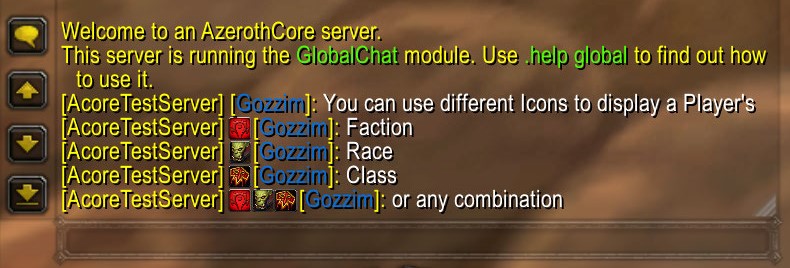 Welcome to an AzerothCore server.
This server is running the GlobalChat module. Use .help global to find out how
to use it.
[AcoreTestServer] [Gozzim]: You can use different Icons to display a Player's
[AcoreTestServer] [Gozzim]: Faction
[AcoreTestServer] [Gozzim]: Race
[AcoreTestServer] [Gozzim]: Class
[AcoreTestServer] [Gozzim]: or any combination